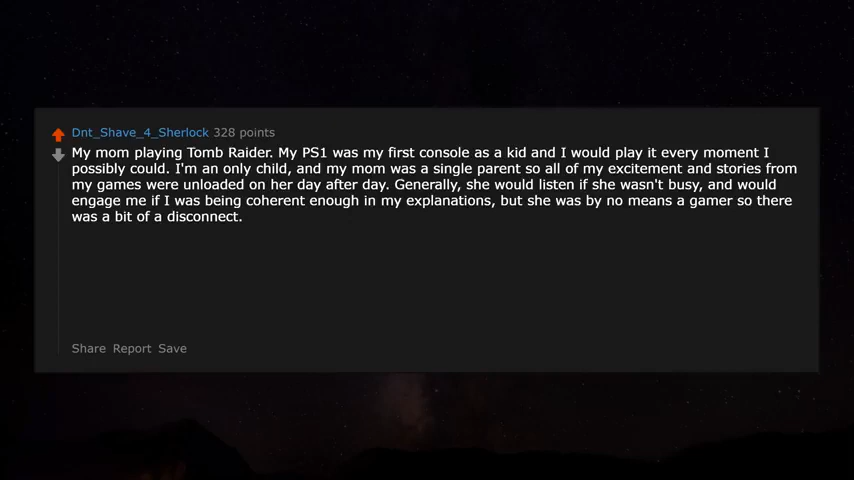 Dnt_Shave_4_Sherlock 328 points
My mom playing Tomb Raider. My PS1 was my first console as a kid and I would play it every moment I
possibly could. I'm an only child, and my mom was a single parent so all of my excitement and stories from
my games were unloaded on her day after day. Generally, she would listen if she wasn't busy, and would
engage me if I was being coherent enough in my explanations, but she was by no means a gamer so there
was a bit of a disconnect.
Share Report Save